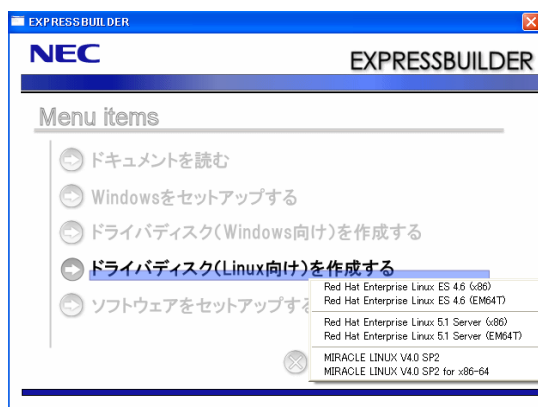 EXPRESSBUILDER
NEC
EXPRESSBUILDER
Menu items
ドキュメントを読む
Windowsをセットアップする
ドライバディスク(Windows向け)を作成する
ドライバディスク(Linux向け)を作成する
ソフトウェアをセットアップする
Red Hat Enterprise Linux ES 4.6 (x86)
Red Hat Enterprise Linux ES 4.6 (EM64T)
Red Hat Enterprise Linux 5.1 Server (x86)
Red Hat Enterprise Linux 5.1 Server (EM64T)
MIRACLE LINUX V4.0 SP2
MIRACLE LINUX V4.0 SP2 for x86-64